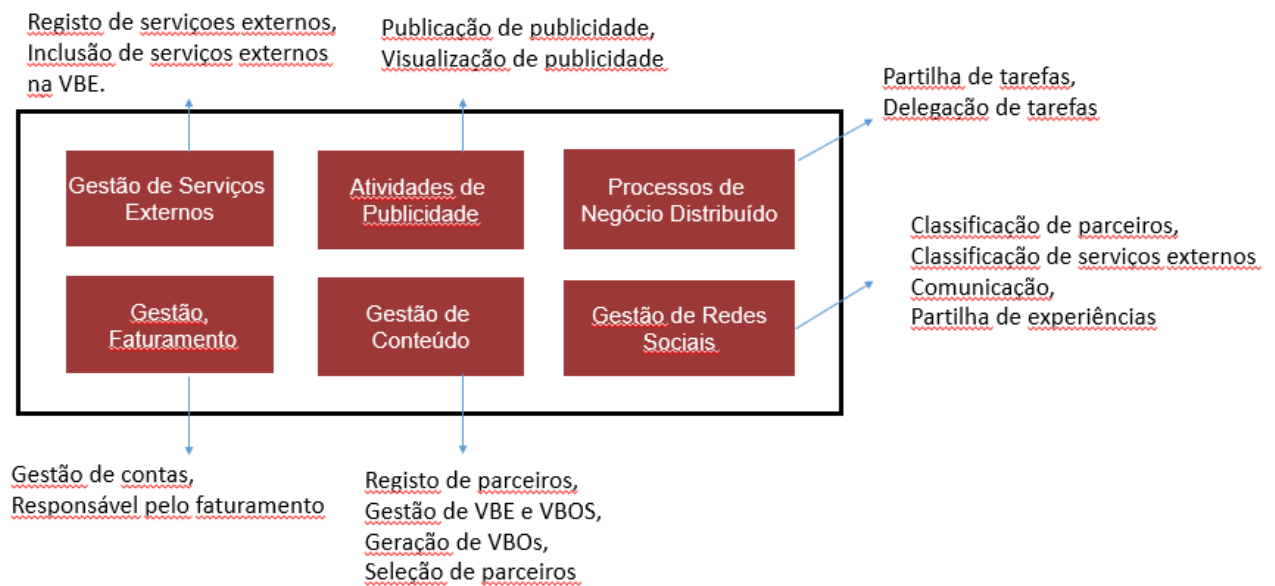 Registo de serviçoes externos,
Inclusão de serviços externos
na VBE.
Publicação de publicidade,
Visualização de publicidade
Partilha de tarefas,
Delegação de tarefas
Gestão de Serviços
Externos
Atividades de
Publicidade
Processos de
Negócio Distribuído
Classificação de parceiros,
Classificação de serviços externos
Comunicação,
Partilha de experiências
Gestão,
Faturamento
Gestão de
Conteúdo
Gestão de Redes
Sociais
Gestão de contas,
Responsável pelo faturamento
Registo de parceiros,
Gestão de VBE e VBOS,
Geração de VBOs,
Seleção de parceiros